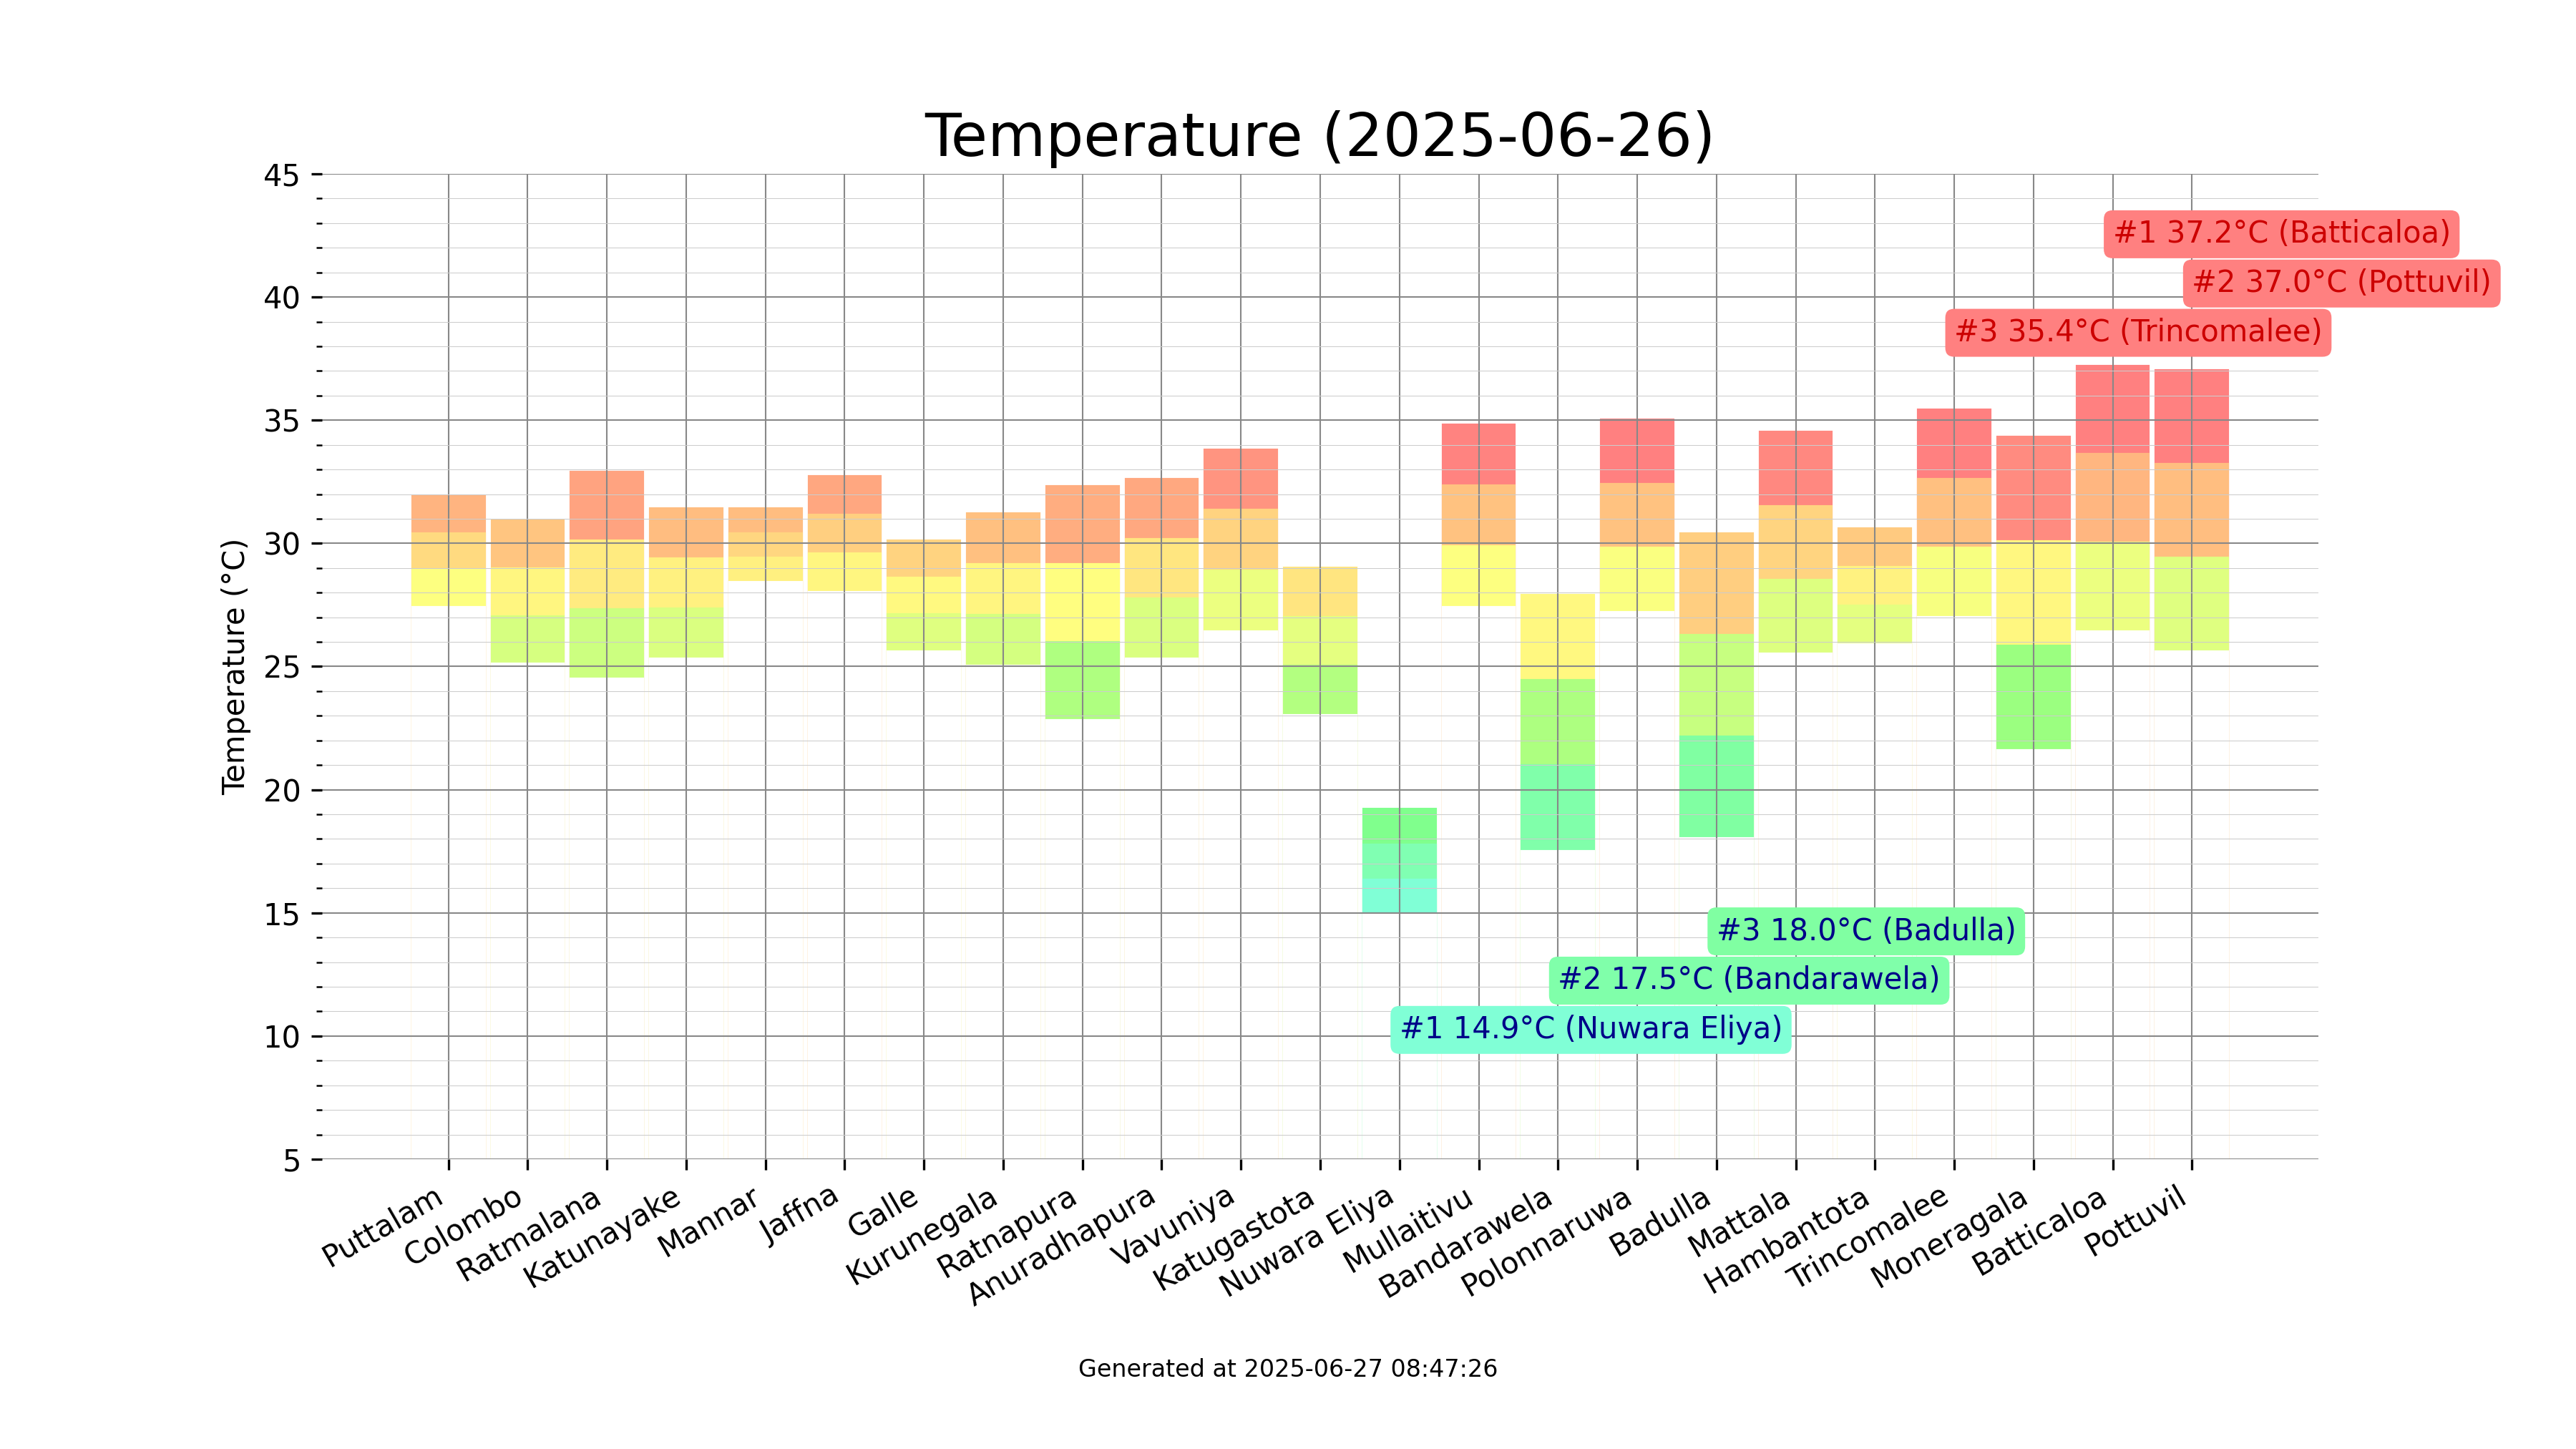 Temperature (2025-06-26)
45
40
35
30
25
20
15
10
5
Temperature (°C)
#1 37.2°C (Batticaloa)
#2 37.0°C (Pottuvil)
#3 35.4°C (Trincomalee)
#3 18.0°C (Badulla)
#2 17.5°C (Bandarawela)
#1 14.9°C (Nuwara Eliya)
Puttalam
Colombo
Ratmalana
Katunayake
Mannar
Jaffna
Galle
Kurunegala
Ratnapura
Anuradhapura
Vavuniya
Katugastota
Nuwara Eliya
Mullaitivu
Bandarawela
Polonnaruwa
Badulla
Mattala
Hambantota
Trincomalee
Moneragala
Batticaloa
Pottuvil
Generated at 2025-06-27 08:47:26